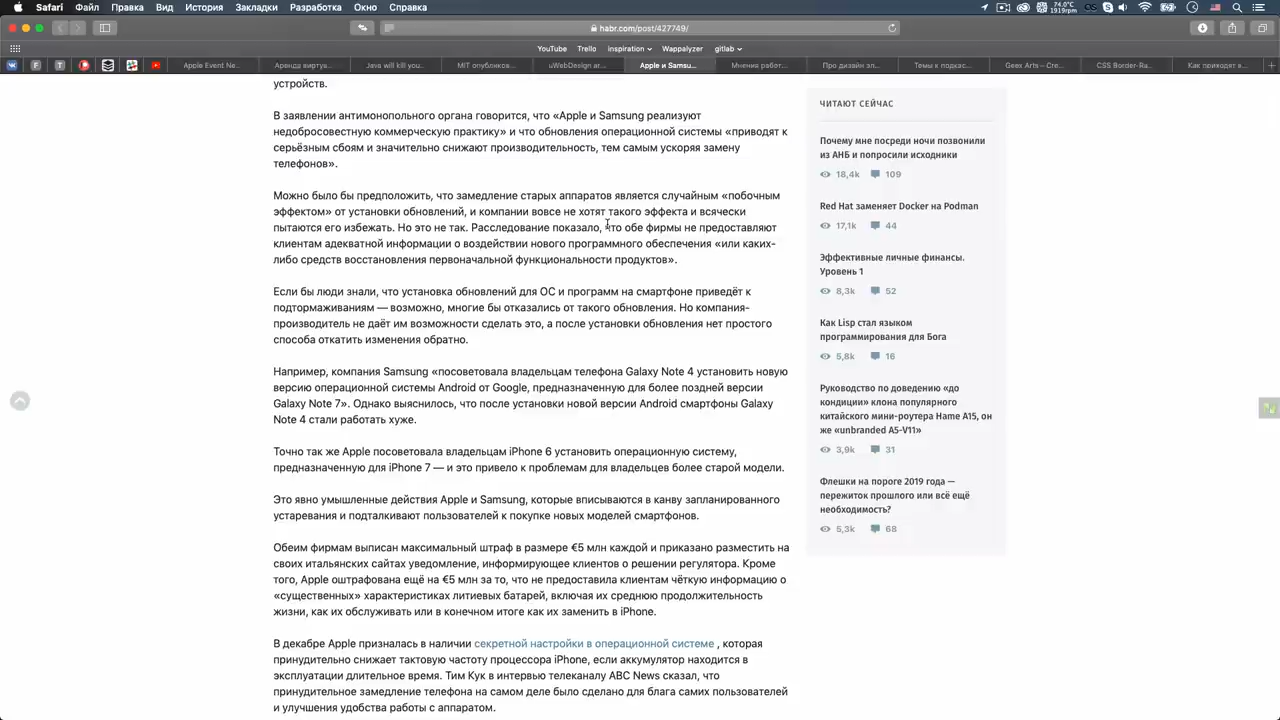 Safari Файл Правка Вид История Закладки Разработка Окно Справка
74.0°C
1919rpm
habr.com/post/427749/
YouTube Trello inspiration Wappalyzer gitlab
Apple Event Ne... Аренда виртуа... Java will kill you... MIT опубликов... uWebDesign ar... Apple и Samsu... Мнения работ... Про дизайн эл... Темы к подкас... Geex Arts – Сте... CSS Border-Ra... Как приходят в...
устройств.
В заявлении антимонопольного органа говорится, что «Apple и Samsung реализуют
недобросовестную коммерческую практику» и что обновления операционной системы «приводят к
серьёзным сбоям и значительно снижают производительность, тем самым ускоряя замену
телефонов».
Можно было бы предположить, что замедление старых аппаратов является случайным «побочным
эффектом» от установки обновлений, и компании вовсе не хотят такого эффекта и всячески
пытаются его избежать. Но это не так. Расследование показало, что обе фирмы не предоставляют
клиентам адекватной информации о воздействии нового программного обеспечения «или каких-
либо средств восстановления первоначальной функциональности продуктов».
Если бы люди знали, что установка обновлений для ОС и программ на смартфоне приведёт к
подтормаживаниям — возможно, многие бы отказались от такого обновления. Но компания-
производитель не даёт им возможности сделать это, а после установки обновления нет простого
способа откатить изменения обратно.
Например, компания Samsung «посоветовала владельцам телефона Galaxy Note 4 установить новую
версию операционной системы Android от Google, предназначенную для более поздней версии
Galaxy Note 7». Однако выяснилось, что после установки новой версии Android смартфоны Galaxy
Note 4 стали работать хуже.
Точно так же Apple посоветовала владельцам iPhone 6 установить операционную систему,
предназначенную для iPhone 7 — и это привело к проблемам для владельцев более старой модели.
Это явно умышленные действия Apple и Samsung, которые вписываются в канву запланированного
устаревания и подталкивают пользователей к покупке новых моделей смартфонов.
Обеим фирмам выписан максимальный штраф в размере €5 млн каждой и приказано разместить на
своих итальянских сайтах уведомление, информирующее клиентов о решении регулятора. Кроме
того, Apple оштрафована ещё на €5 млн за то, что не предоставила клиентам чёткую информацию о
«существенных» характеристиках литиевых батарей, включая их среднюю продолжительность
жизни, как их обслуживать или в конечном итоге как их заменить в iPhone.
В декабре Apple призналась в наличии секретной настройки в операционной системе , которая
принудительно снижает тактовую частоту процессора iPhone, если аккумулятор находится в
эксплуатации длительное время. Тим Кук в интервью телеканалу ABC News сказал, что
принудительное замедление телефона на самом деле было сделано для блага самих пользователей
и улучшения удобства работы с аппаратом.
ЧИТАЮТ СЕЙЧАС
Почему мне посреди ночи позвонили
из АНБ и попросили исходники
18,4k 109
Red Hat заменяет Docker на Podman
17,1k 44
Эффективные личные финансы.
Уровень 1
8,3k 52
Как Lisp стал языком
программирования для Бога
5,8k 16
Руководство по доведению «до
кондиции» клона популярного
китайского мини-роутера Hame A15, он
же «unbranded A5-V11»
3,9k 31
Флешки на пороге 2019 года —
пережиток прошлого или всё ещё
необходимость?
5,3k 68